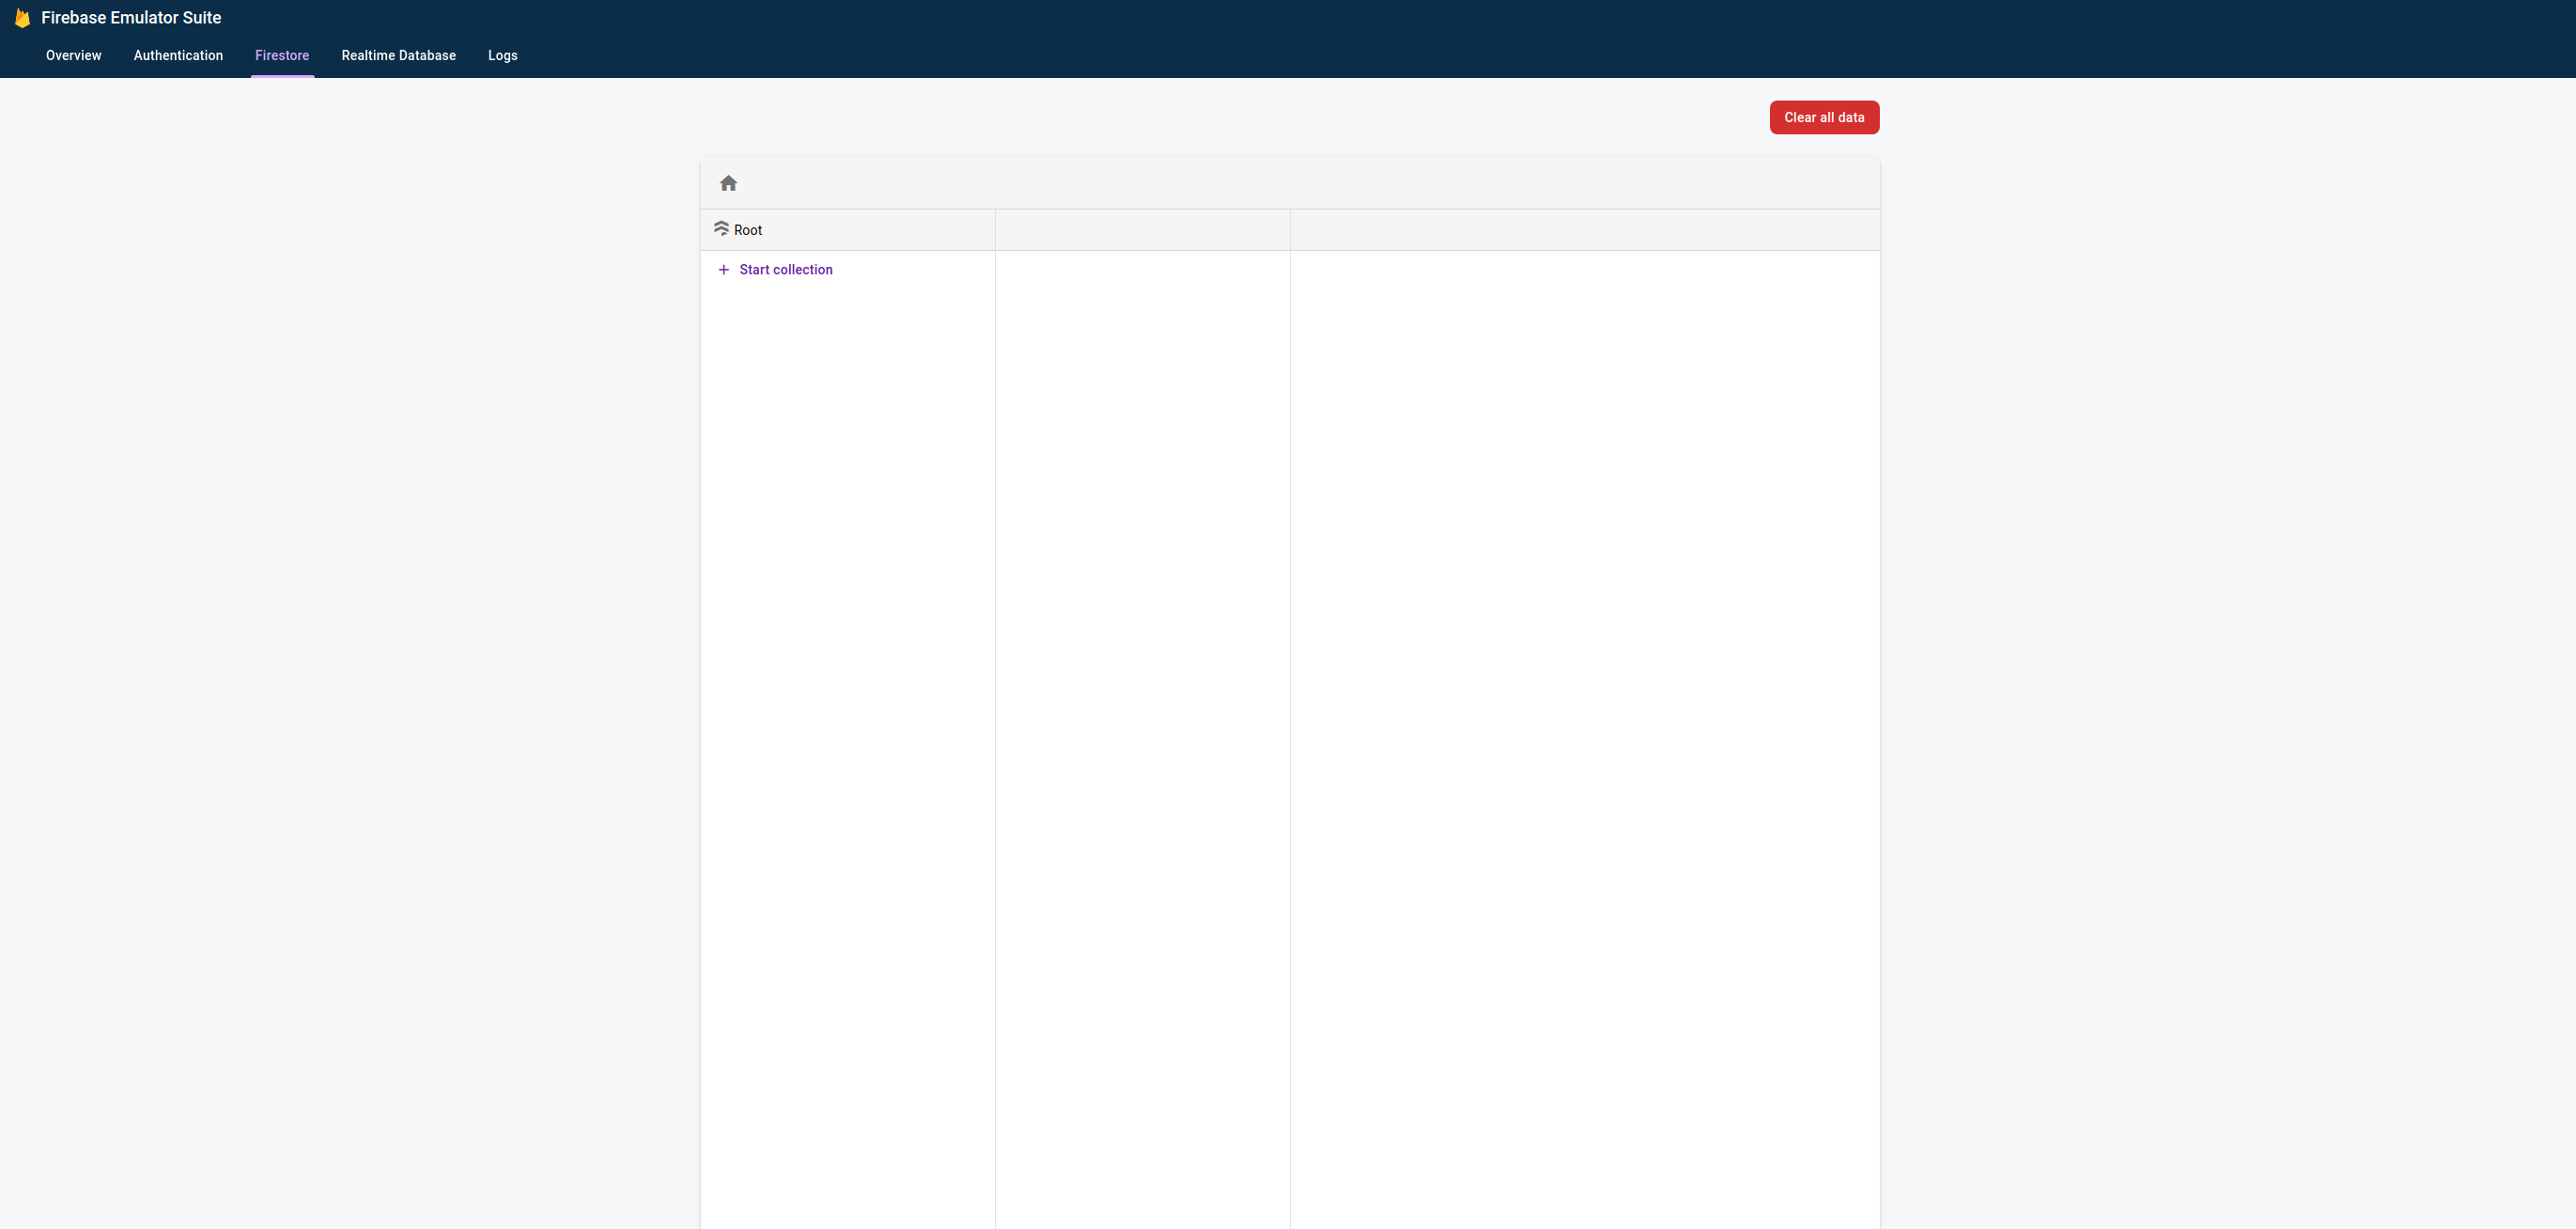 Firebase Emulator Suite
Overview Authentication Firestore Realtime Database Logs
Clear all data
Root
Start collection